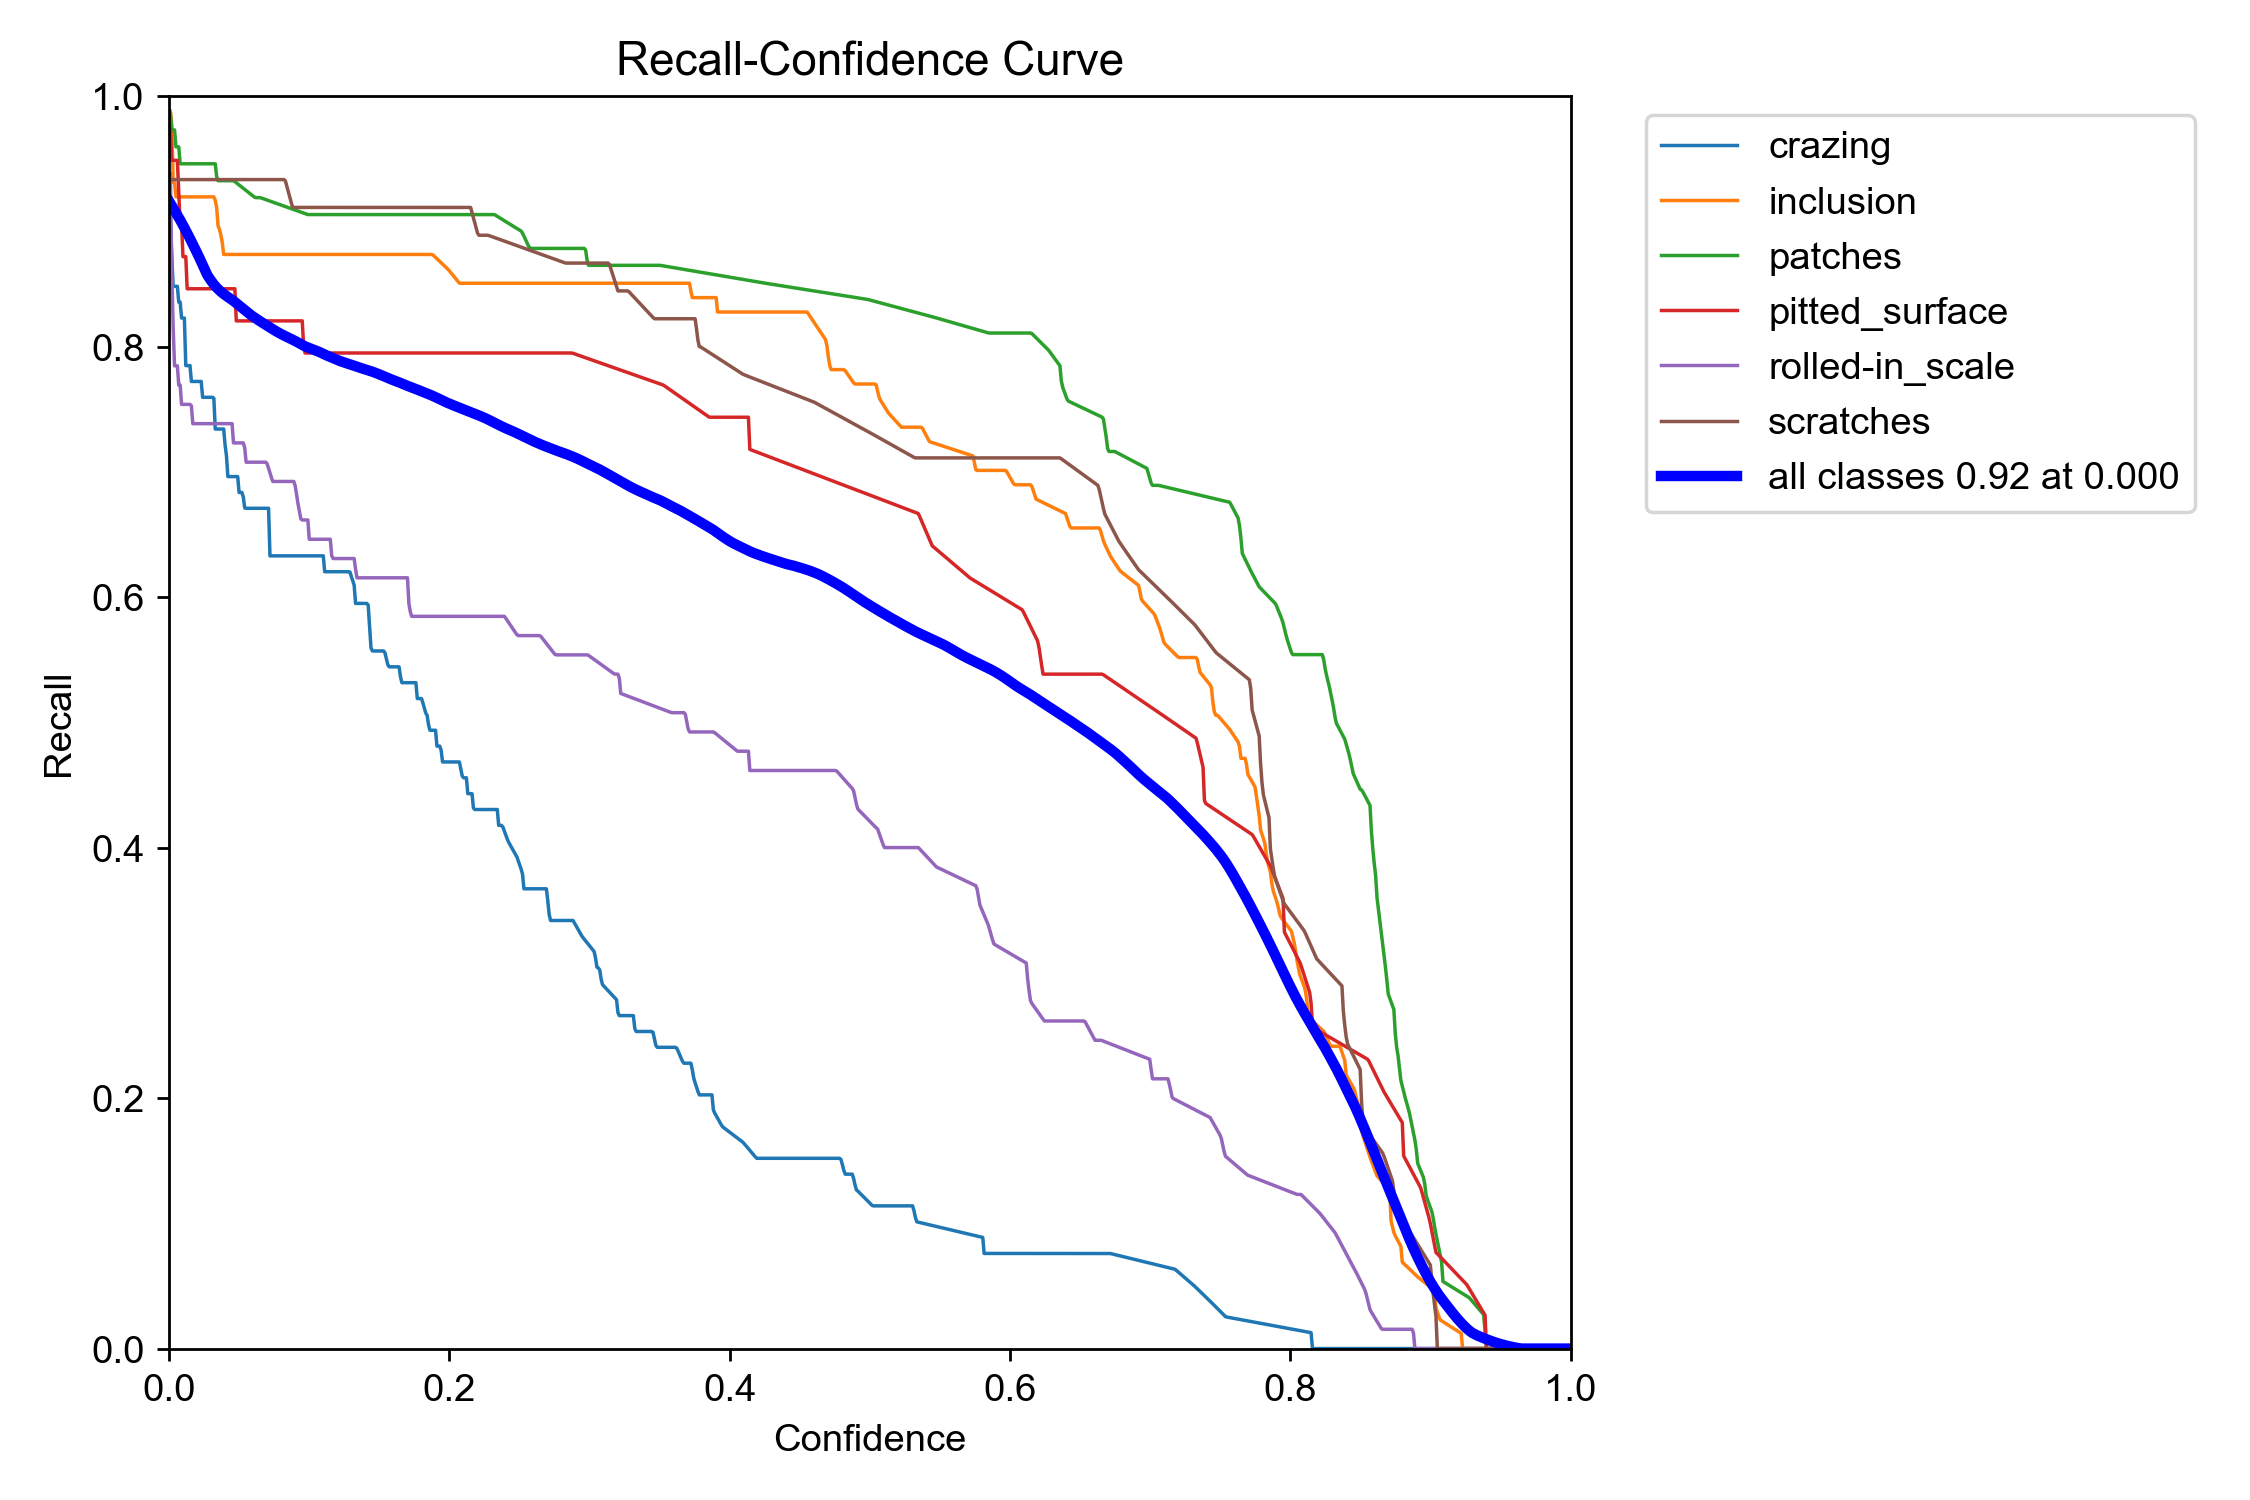 Recall-Confidence Curve
1.0
0.8
0.6
0.4
0.2
0.0
Recall
0.0 0.2 0.4 0.6 0.8 1.0
Confidence
crazing
inclusion
patches
pitted_surface
rolled-in_scale
scratches
all classes 0.92 at 0.000